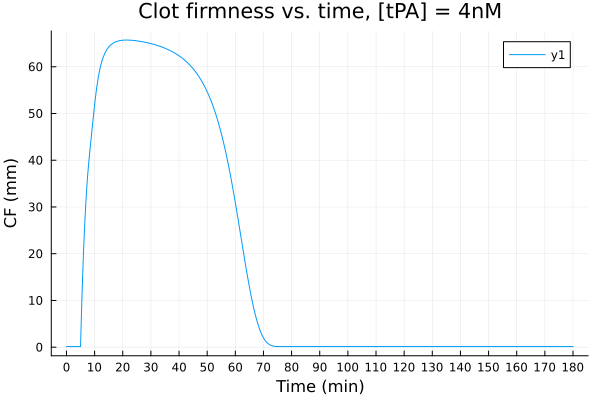 Clot firmness vs. time, [tPA] = 4nM
y1
CF (mm)
60
50
40
30
20
10
0
0 10 20 30 40 50 60 70 80 90 100 110 120 130 140 150 160 170 180
Time (min)